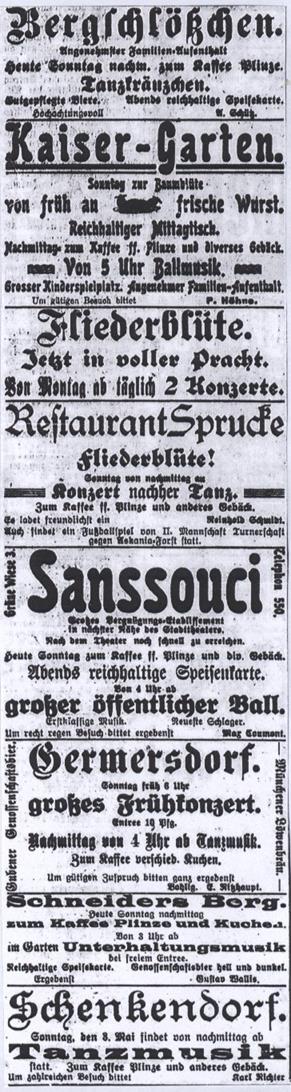 Bergschlößchen.
Angenehmster Familien-Aufenthalt
Heute Sonntag nachm. zum Kaffee Plinze.
Tanzkränzchen.
Gutgepflegte Biere. Abends reichhaltige Speisekarte.
Hochachtungsvoll A. Schütz.
Kaiser-Garten.
Sonntag zur Baumblüte
von früh an frische Wurst.
Reichhaltiger Mittagtisch.
Nachmittag zum Kaffee ff. Plinze und diverses Gebäck.
Von 5 Uhr Ballmusik.
Grosser Kinderspielplatz. Angenehmer Familien-Aufenthalt.
Um gütigen Besuch bittet P. Höhne.
Fliederblüte.
Jetzt in voller Pracht.
Von Montag ab täglich 2 Konzerte.
Restaurant Sprucke
Fliederblüte!
Sonntag von nachmittag an
Konzert nachher Tanz.
Zum Kaffee ff. Plinze und anderes Gebäck.
Es ladet freundlichst ein Reinhold Schmidt.
Auch findet ein Fußballspiel von II. Mannschaft Turnerschaft
gegen Askania-Forst statt.
Grüne Wiese 3.
Telephon 550.
Sanssouci
Großes Vergnügungs-Etablissement
in nächster Nähe des Stadttheaters.
Nach dem Theater noch schnell zu erreichen.
Heute Sonntag zum Kaffee ff. Plinze und div. Gebäck.
Abends reichhaltige Speisenkarte.
Von 4 Uhr ab
großer öffentlicher Ball.
Erstklassige Musik. Neueste Schlager.
Um recht regen Besuch bittet ergebenst Max Coumont.
Gubener Genossenschaftsbier.
— Münchener Löwenbräu. —
Germersdorf.
Sonntag früh 6 Uhr
großes Frühkonzert.
Entree 10 Pfg.
Nachmittag von 4 Uhr ab Tanzmusik.
Zum Kaffee verschied. Kuchen.
Um gütigen Zuspruch bitten ganz ergebenst
E. Nitzhaupt.
Schneiders Berg.
Heute Sonntag nachmittag
zum Kaffee Plinze und Kuchen.
Von 3 Uhr ab
im Garten Unterhaltungsmusik
bei freiem Entree.
Reichhaltige Speisekarte. Genossenschaftsbier hell und dunkel.
Ergebenst Gustav Wallis.
Schenkendorf.
Sonntag, den 8. Mai findet von nachmittag ab
Tanzmusik
statt. Zum Kaffee Plinze und anderes Gebäck.
Um zahlreichen Besuch bittet Karl Richter